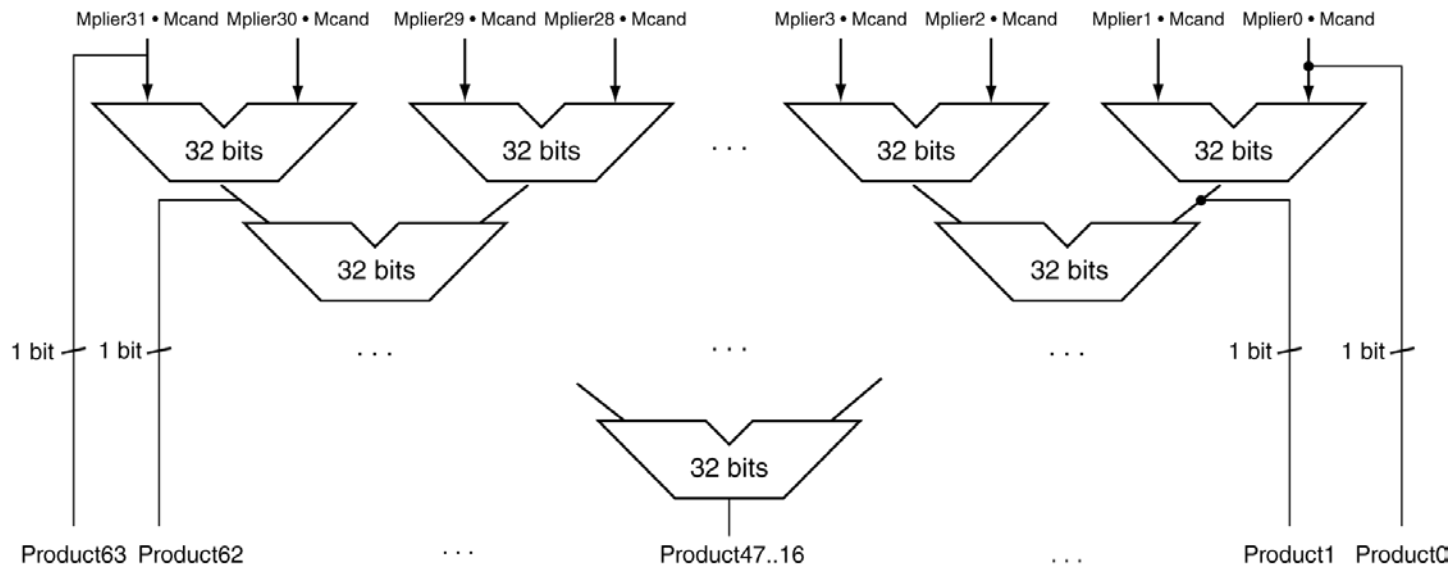 Mplier31 • Mcand Mplier30 • Mcand Mplier29 • Mcand Mplier28 • Mcand Mplier3 • Mcand Mplier2 • Mcand Mplier1 • Mcand Mplier0 • Mcand
32 bits 32 bits . . . 32 bits 32 bits
32 bits 32 bits
1 bit 1 bit . . . . . . . . . 1 bit 1 bit
32 bits
Product63 Product62 . . . Product47..16 . . . Product1 Product0